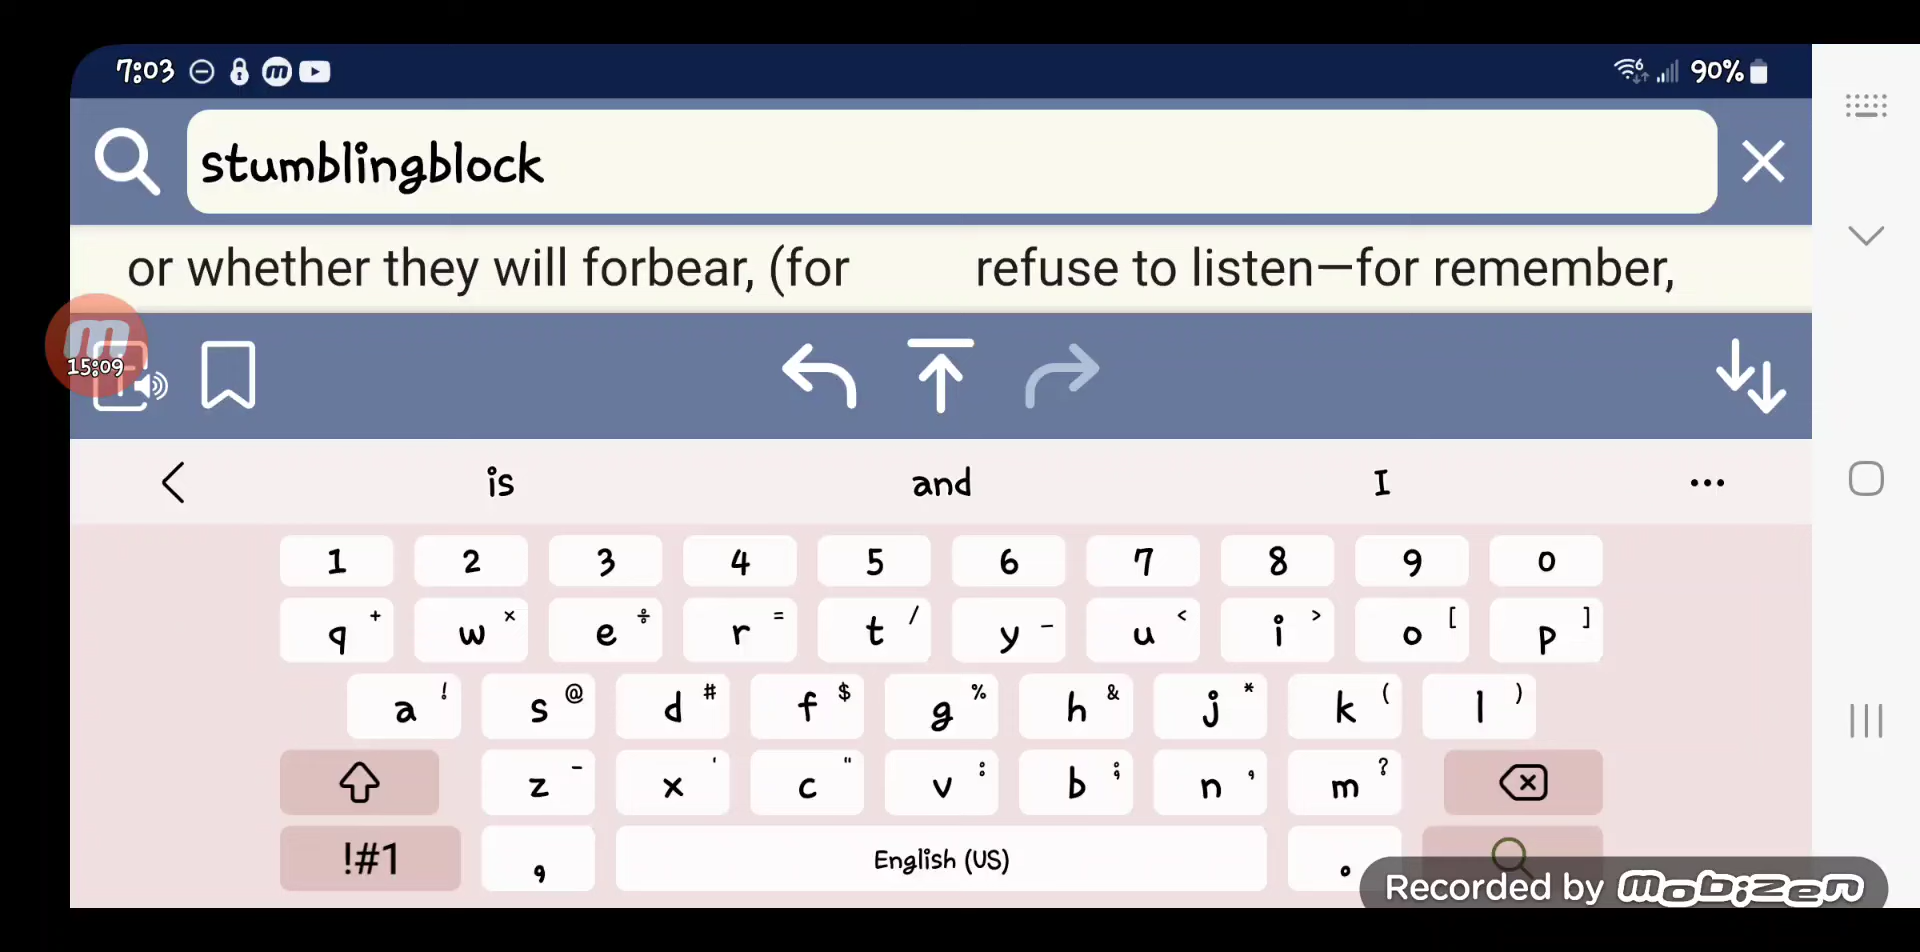 7:03 90%
stumblingblock
or whether they will forbear, (for refuse to listen—for remember,
15:09
is and I
1 2 3 4 5 6 7 8 9 0
q + w × e ÷ r = t / y - u < i > o [ p ]
a ! s @ d # f $ g % h & j * k ( l )
z - x ' c " v : b ; n , m ?
!#1 , English (US) .
Recorded by mobizen